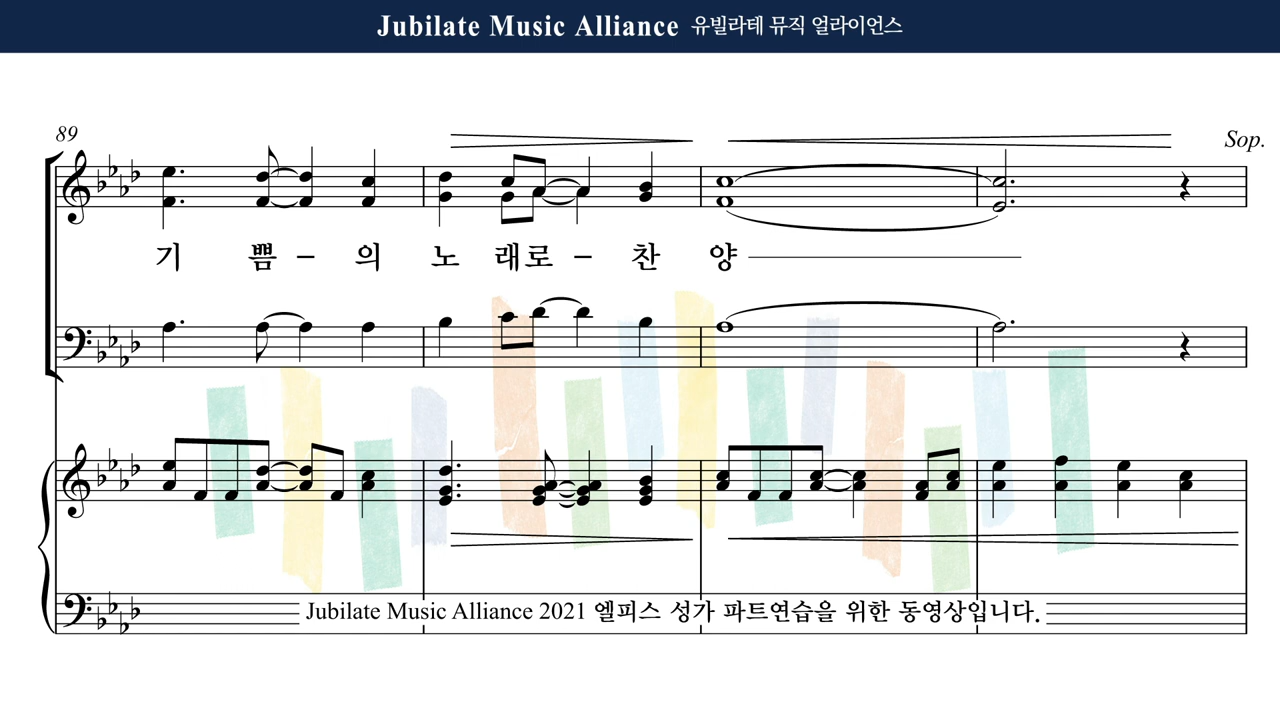 Jubilate Music Alliance 유빌라테 뮤직 얼라이언스
89
Sop.
기 쁨 – 의 노 래로 – 찬 양
Jubilate Music Alliance 2021 엘피스 성가 파트연습을 위한 동영상입니다.